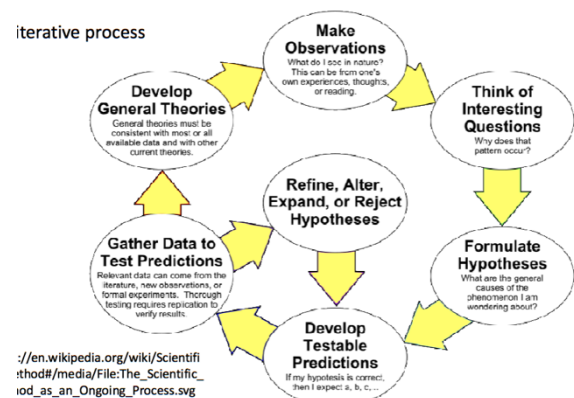 iterative process
Make
Observations
What do I see in nature?
This can be from one's
own experiences, thoughts,
or reading.
Think of
Interesting
Questions
Why does that
pattern occur?
Formulate
Hypotheses
What are the general
causes of the
phenomenon I am
wondering about?
Develop
Testable
Predictions
If my hypotesis is correct,
then I expect a, b, c,...
Gather Data to
Test Predictions
Relevant data can come from the
literature, new observations, or
formal experiments. Thorough
testing requires replication to
verify results.
Refine, Alter,
Expand, or Reject
Hypotheses
Develop
General Theories
General theories must be
consistent with most or all
available data and with other
current theories.
://en.wikipedia.org/wiki/Scientifi
ethod#/media/File:The_Scientific_
hod_as_an_Ongoing_Process.svg